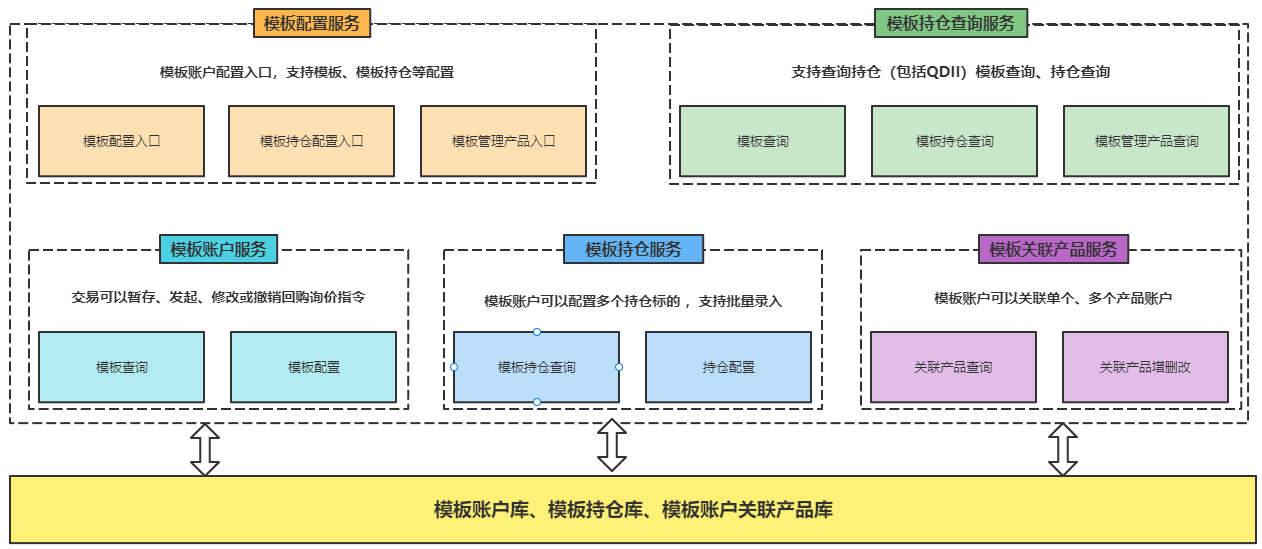 模板配置服务
模板账户配置入口，支持模板、模板持仓等配置
模板配置入口
模板持仓配置入口
模板管理产品入口
模板持仓查询服务
支持查询持仓（包括QDII）模板查询、持仓查询
模板查询
模板持仓查询
模板管理产品查询
模板账户服务
交易可以暂存、发起、修改或撤销回购询价指令
模板查询
模板配置
模板持仓服务
模板账户可以配置多个持仓标的 ，支持批量录入
模板持仓查询
持仓配置
模板关联产品服务
模板账户可以关联单个、多个产品账户
关联产品查询
关联产品增删改
模板账户库、模板持仓库、模板账户关联产品库